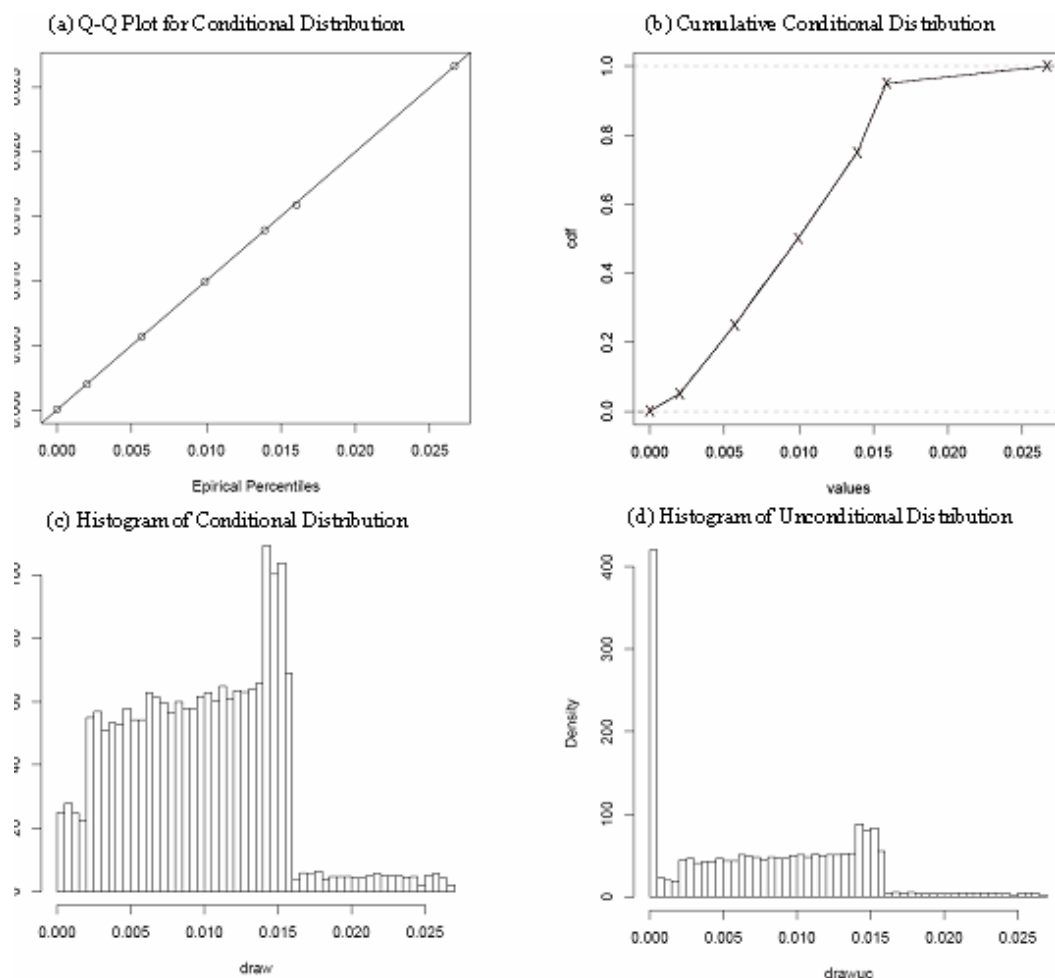 (a) Q-Q Plot for Conditional Distribution
0.000 0.005 0.010 0.015 0.020 0.025
Epirical Percentiles
(b) Cumulative Conditional Distribution
cdf
0.0 0.2 0.4 0.6 0.8 1.0
0.000 0.005 0.010 0.015 0.020 0.025
values
(c) Histogram of Conditional Distribution
0.000 0.005 0.010 0.015 0.020 0.025
draw
(d) Histogram of Unconditional Distribution
Density
0 100 200 300 400
0.000 0.005 0.010 0.015 0.020 0.025
drawuc